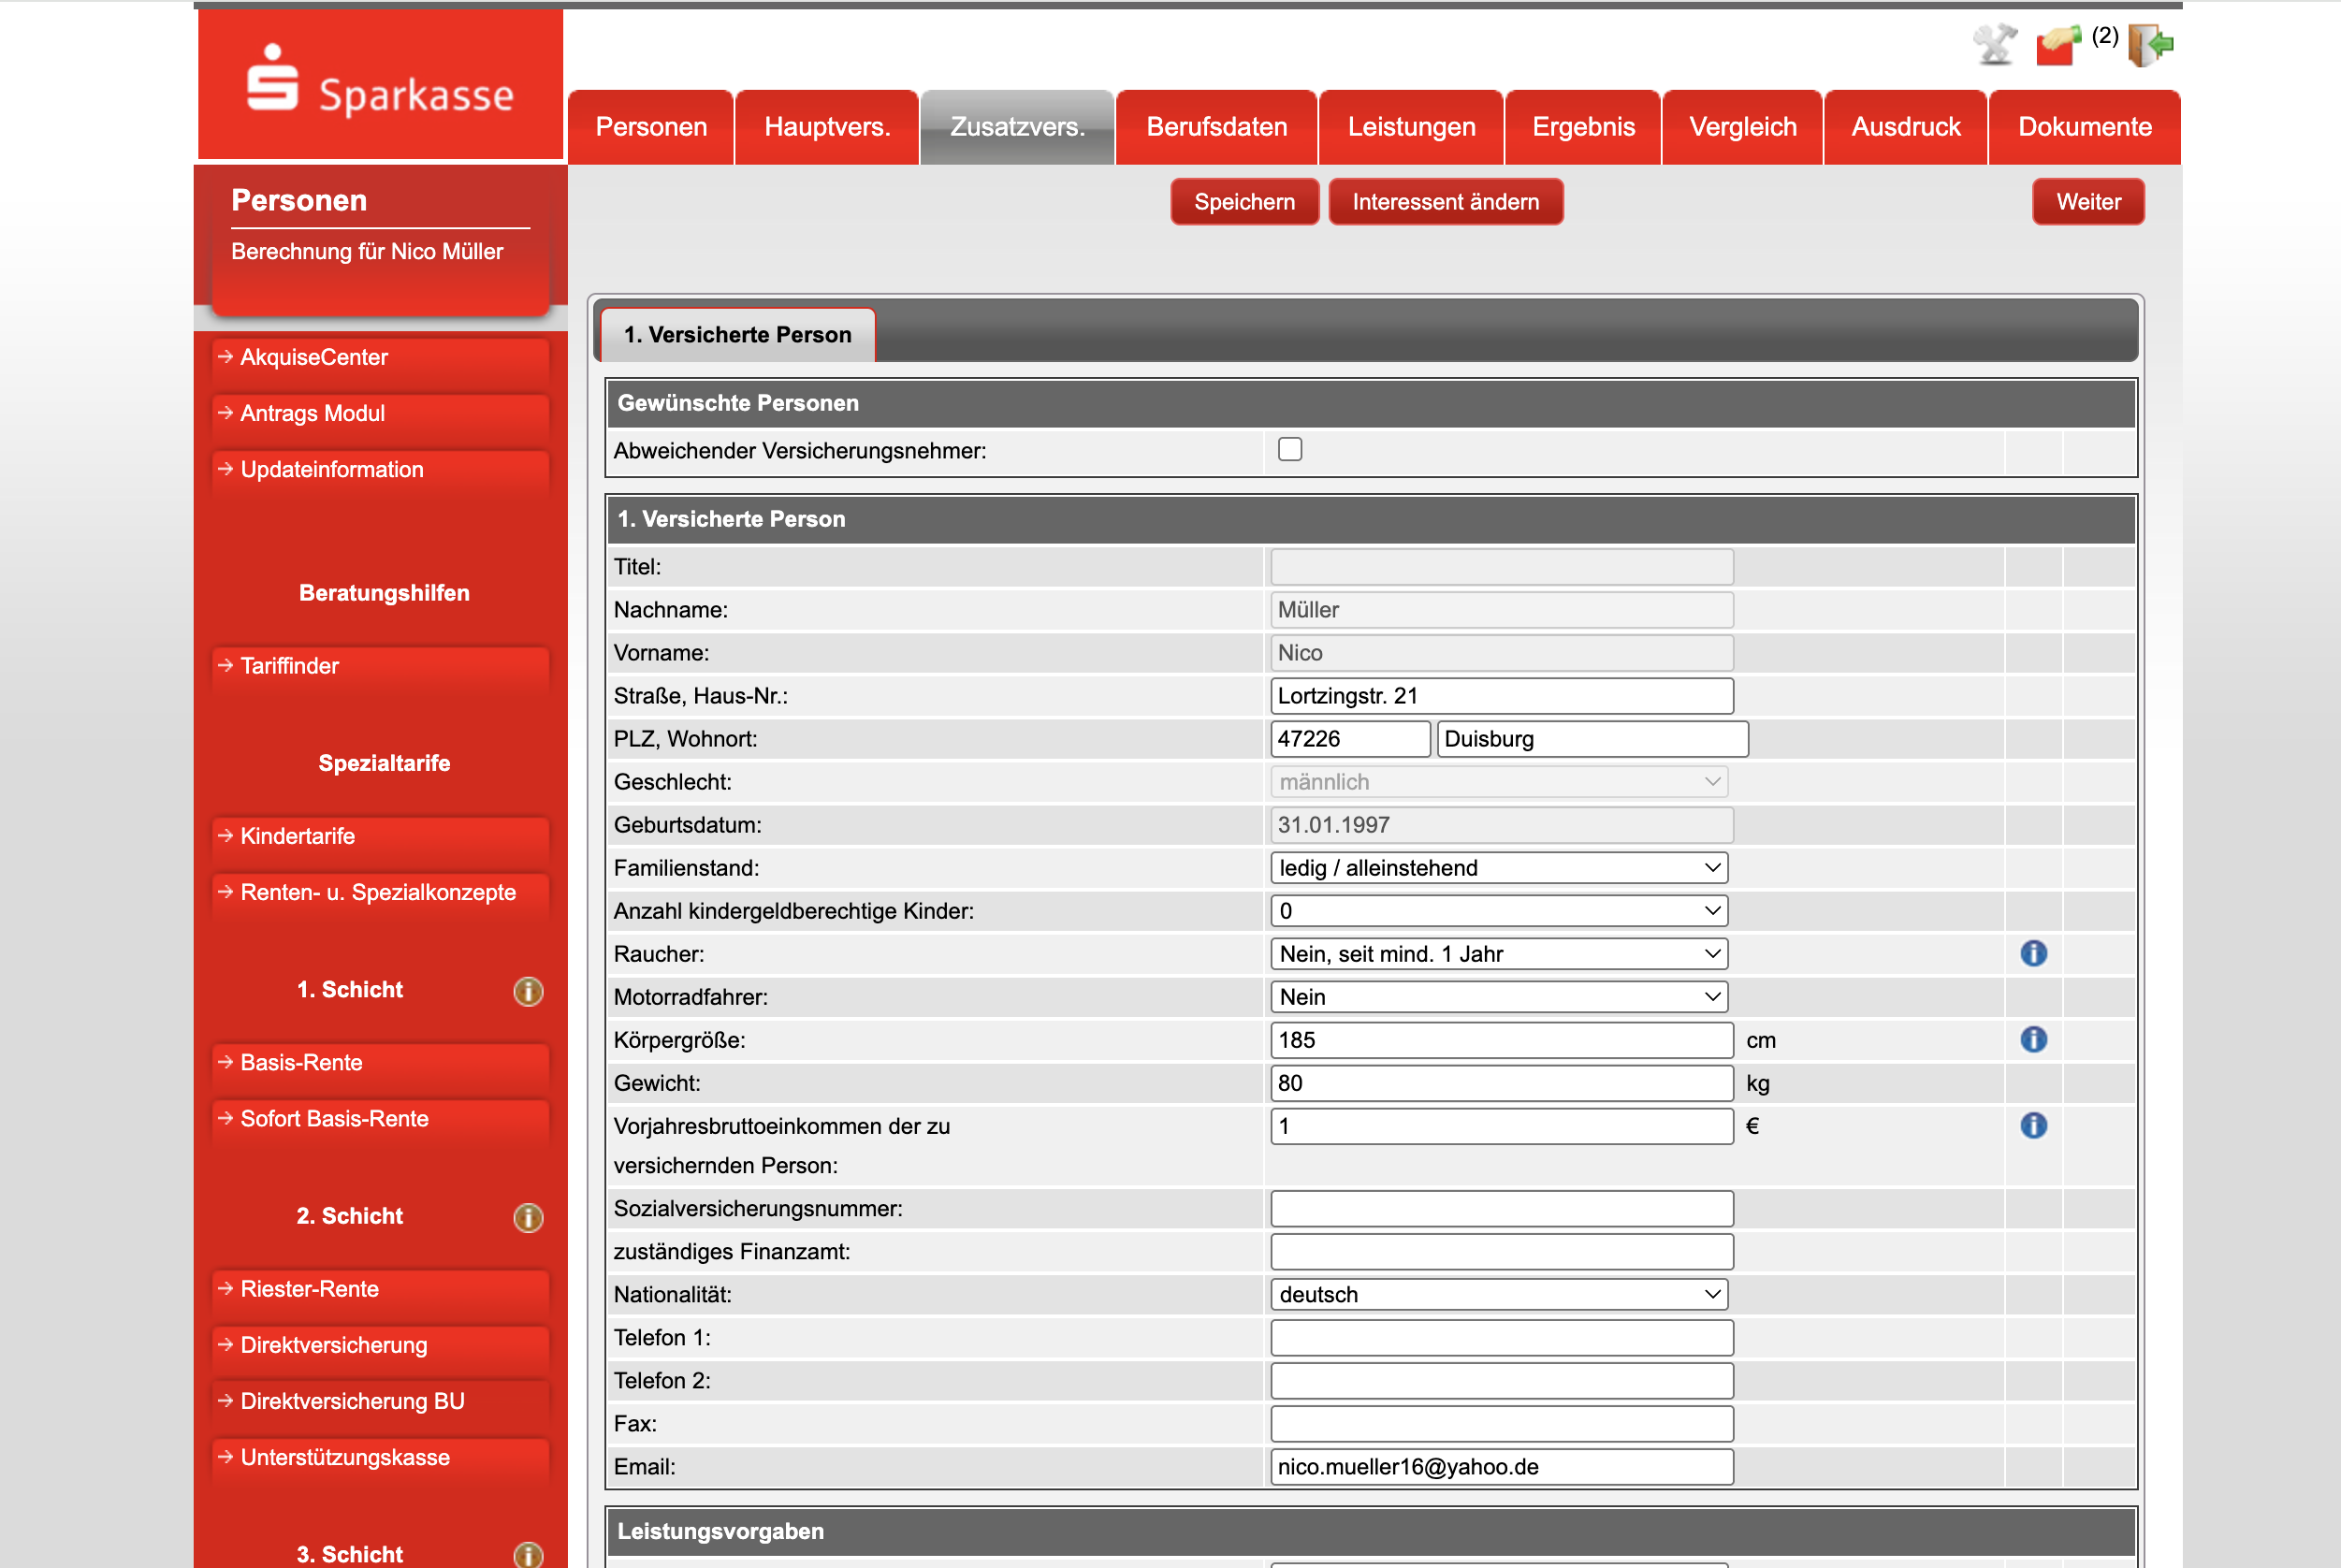 Sparkasse
(2)
Personen
Hauptvers.
Zusatzvers.
Berufsdaten
Leistungen
Ergebnis
Vergleich
Ausdruck
Dokumente
Personen
Berechnung für Nico Müller
AkquiseCenter
Antrags Modul
Updateinformation
Beratungshilfen
Tariffinder
Spezialtarife
Kindertarife
Renten- u. Spezialkonzepte
1. Schicht
Basis-Rente
Sofort Basis-Rente
2. Schicht
Riester-Rente
Direktversicherung
Direktversicherung BU
Unterstützungskasse
3. Schicht
Speichern
Interessent ändern
Weiter
1. Versicherte Person
Gewünschte Personen
Abweichender Versicherungsnehmer:
1. Versicherte Person
Titel:
Nachname: Müller
Vorname: Nico
Straße, Haus-Nr.: Lortzingstr. 21
PLZ, Wohnort: 47226 Duisburg
Geschlecht: männlich
Geburtsdatum: 31.01.1997
Familienstand: ledig / alleinstehend
Anzahl kindergeldberechtige Kinder: 0
Raucher: Nein, seit mind. 1 Jahr
Motorradfahrer: Nein
Körpergröße: 185 cm
Gewicht: 80 kg
Vorjahresbruttoeinkommen der zu 1 €
versichernden Person:
Sozialversicherungsnummer:
zuständiges Finanzamt:
Nationalität: deutsch
Telefon 1:
Telefon 2:
Fax:
Email: nico.mueller16@yahoo.de
Leistungsvorgaben